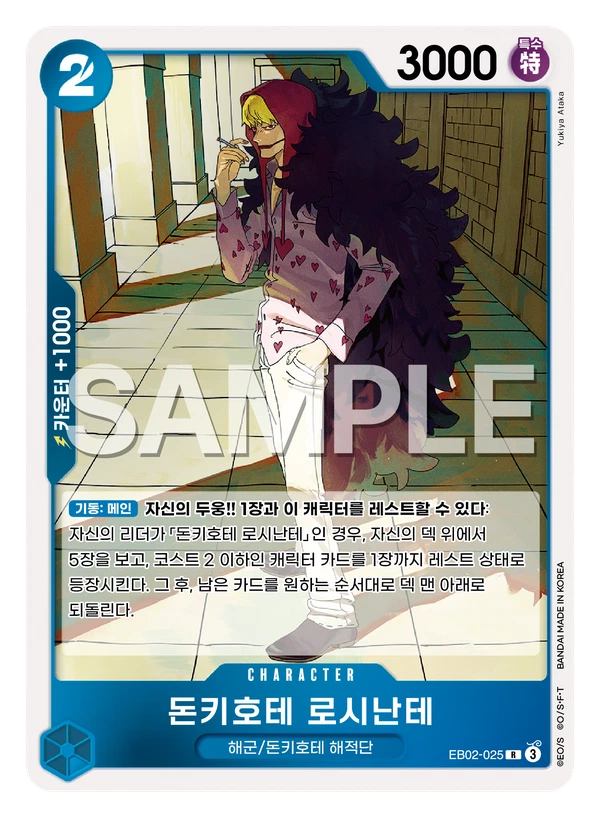 2
3000
특수
特
Yukiya Ataka
카운터 +1000
SAMPLE
기동: 메인 자신의 두웅!! 1장과 이 캐릭터를 레스트할 수 있다:
자신의 리더가 「돈키호테 로시난테」인 경우, 자신의 덱 위에서
5장을 보고, 코스트 2 이하인 캐릭터 카드를 1장까지 레스트 상태로
등장시킨다. 그 후, 남은 카드를 원하는 순서대로 덱 맨 아래로
되돌린다.
CHARACTER
돈키호테 로시난테
해군/돈키호테 해적단
EB02-025 R 3
©EO/S ©O/S·F·T BANDAI MADE IN KOREA